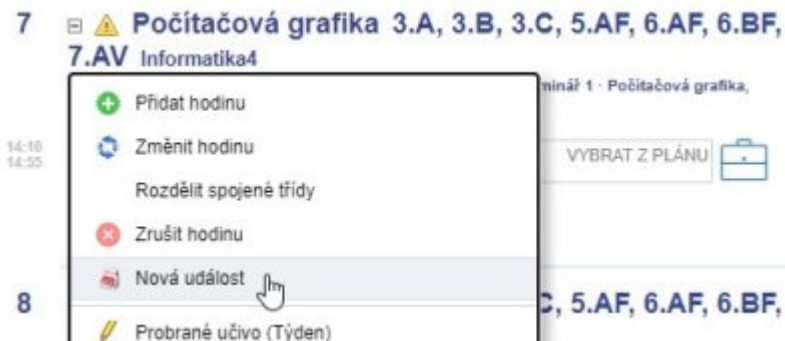 7 Počítačová grafika 3.A, 3.B, 3.C, 5.AF, 6.AF, 6.BF,
7.AV Informatika4
minář 1 · Počítačová grafika,
Přidat hodinu
14:10
14:55
Změnit hodinu
VYBRAT Z PLÁNU
Rozdělit spojené třídy
Zrušit hodinu
Nová událost
8 C, 5.AF, 6.AF, 6.BF,
Probrané učivo (Týden)